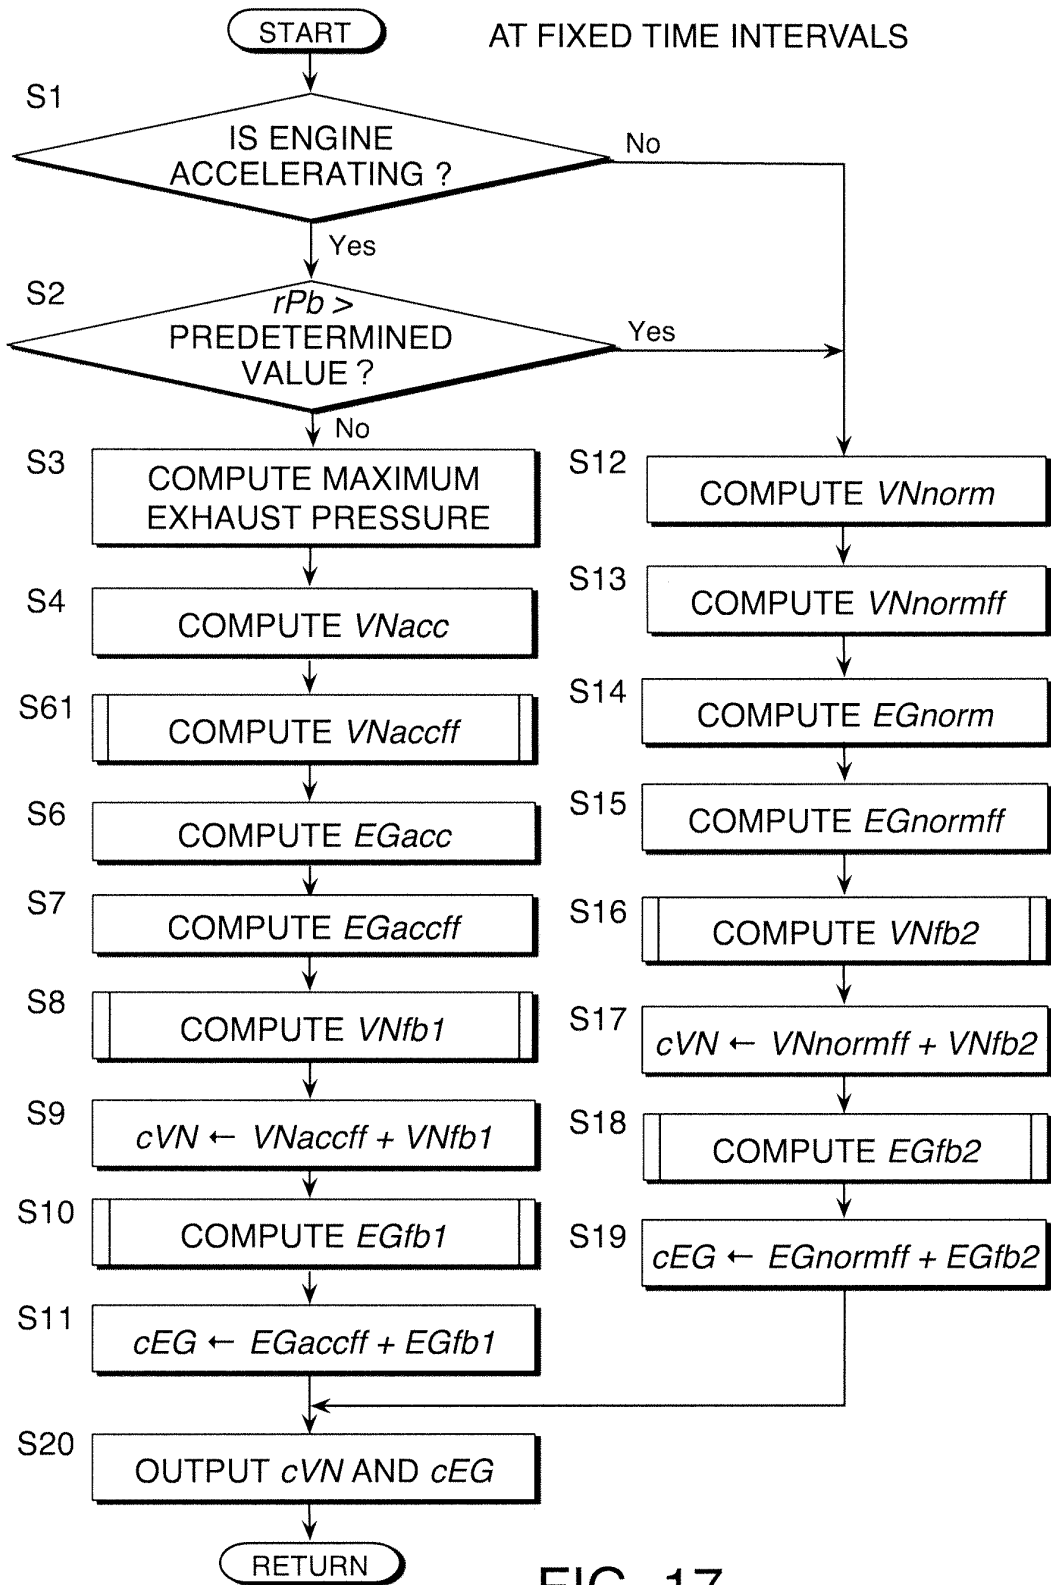 START
AT FIXED TIME INTERVALS
S1
IS ENGINE
ACCELERATING ?
No
Yes
S2
rPb >
PREDETERMINED
VALUE ?
Yes
No
S3
COMPUTE MAXIMUM
EXHAUST PRESSURE
S4
COMPUTE VNacc
S61
COMPUTE VNaccff
S6
COMPUTE EGacc
S7
COMPUTE EGaccff
S8
COMPUTE VNfb1
S9
cVN ← VNaccff + VNfb1
S10
COMPUTE EGfb1
S11
cEG ← EGaccff + EGfb1
S12
COMPUTE VNnorm
S13
COMPUTE VNnormff
S14
COMPUTE EGnorm
S15
COMPUTE EGnormff
S16
COMPUTE VNfb2
S17
cVN ← VNnormff + VNfb2
S18
COMPUTE EGfb2
S19
cEG ← EGnormff + EGfb2
S20
OUTPUT cVN AND cEG
RETURN
FIG. 17